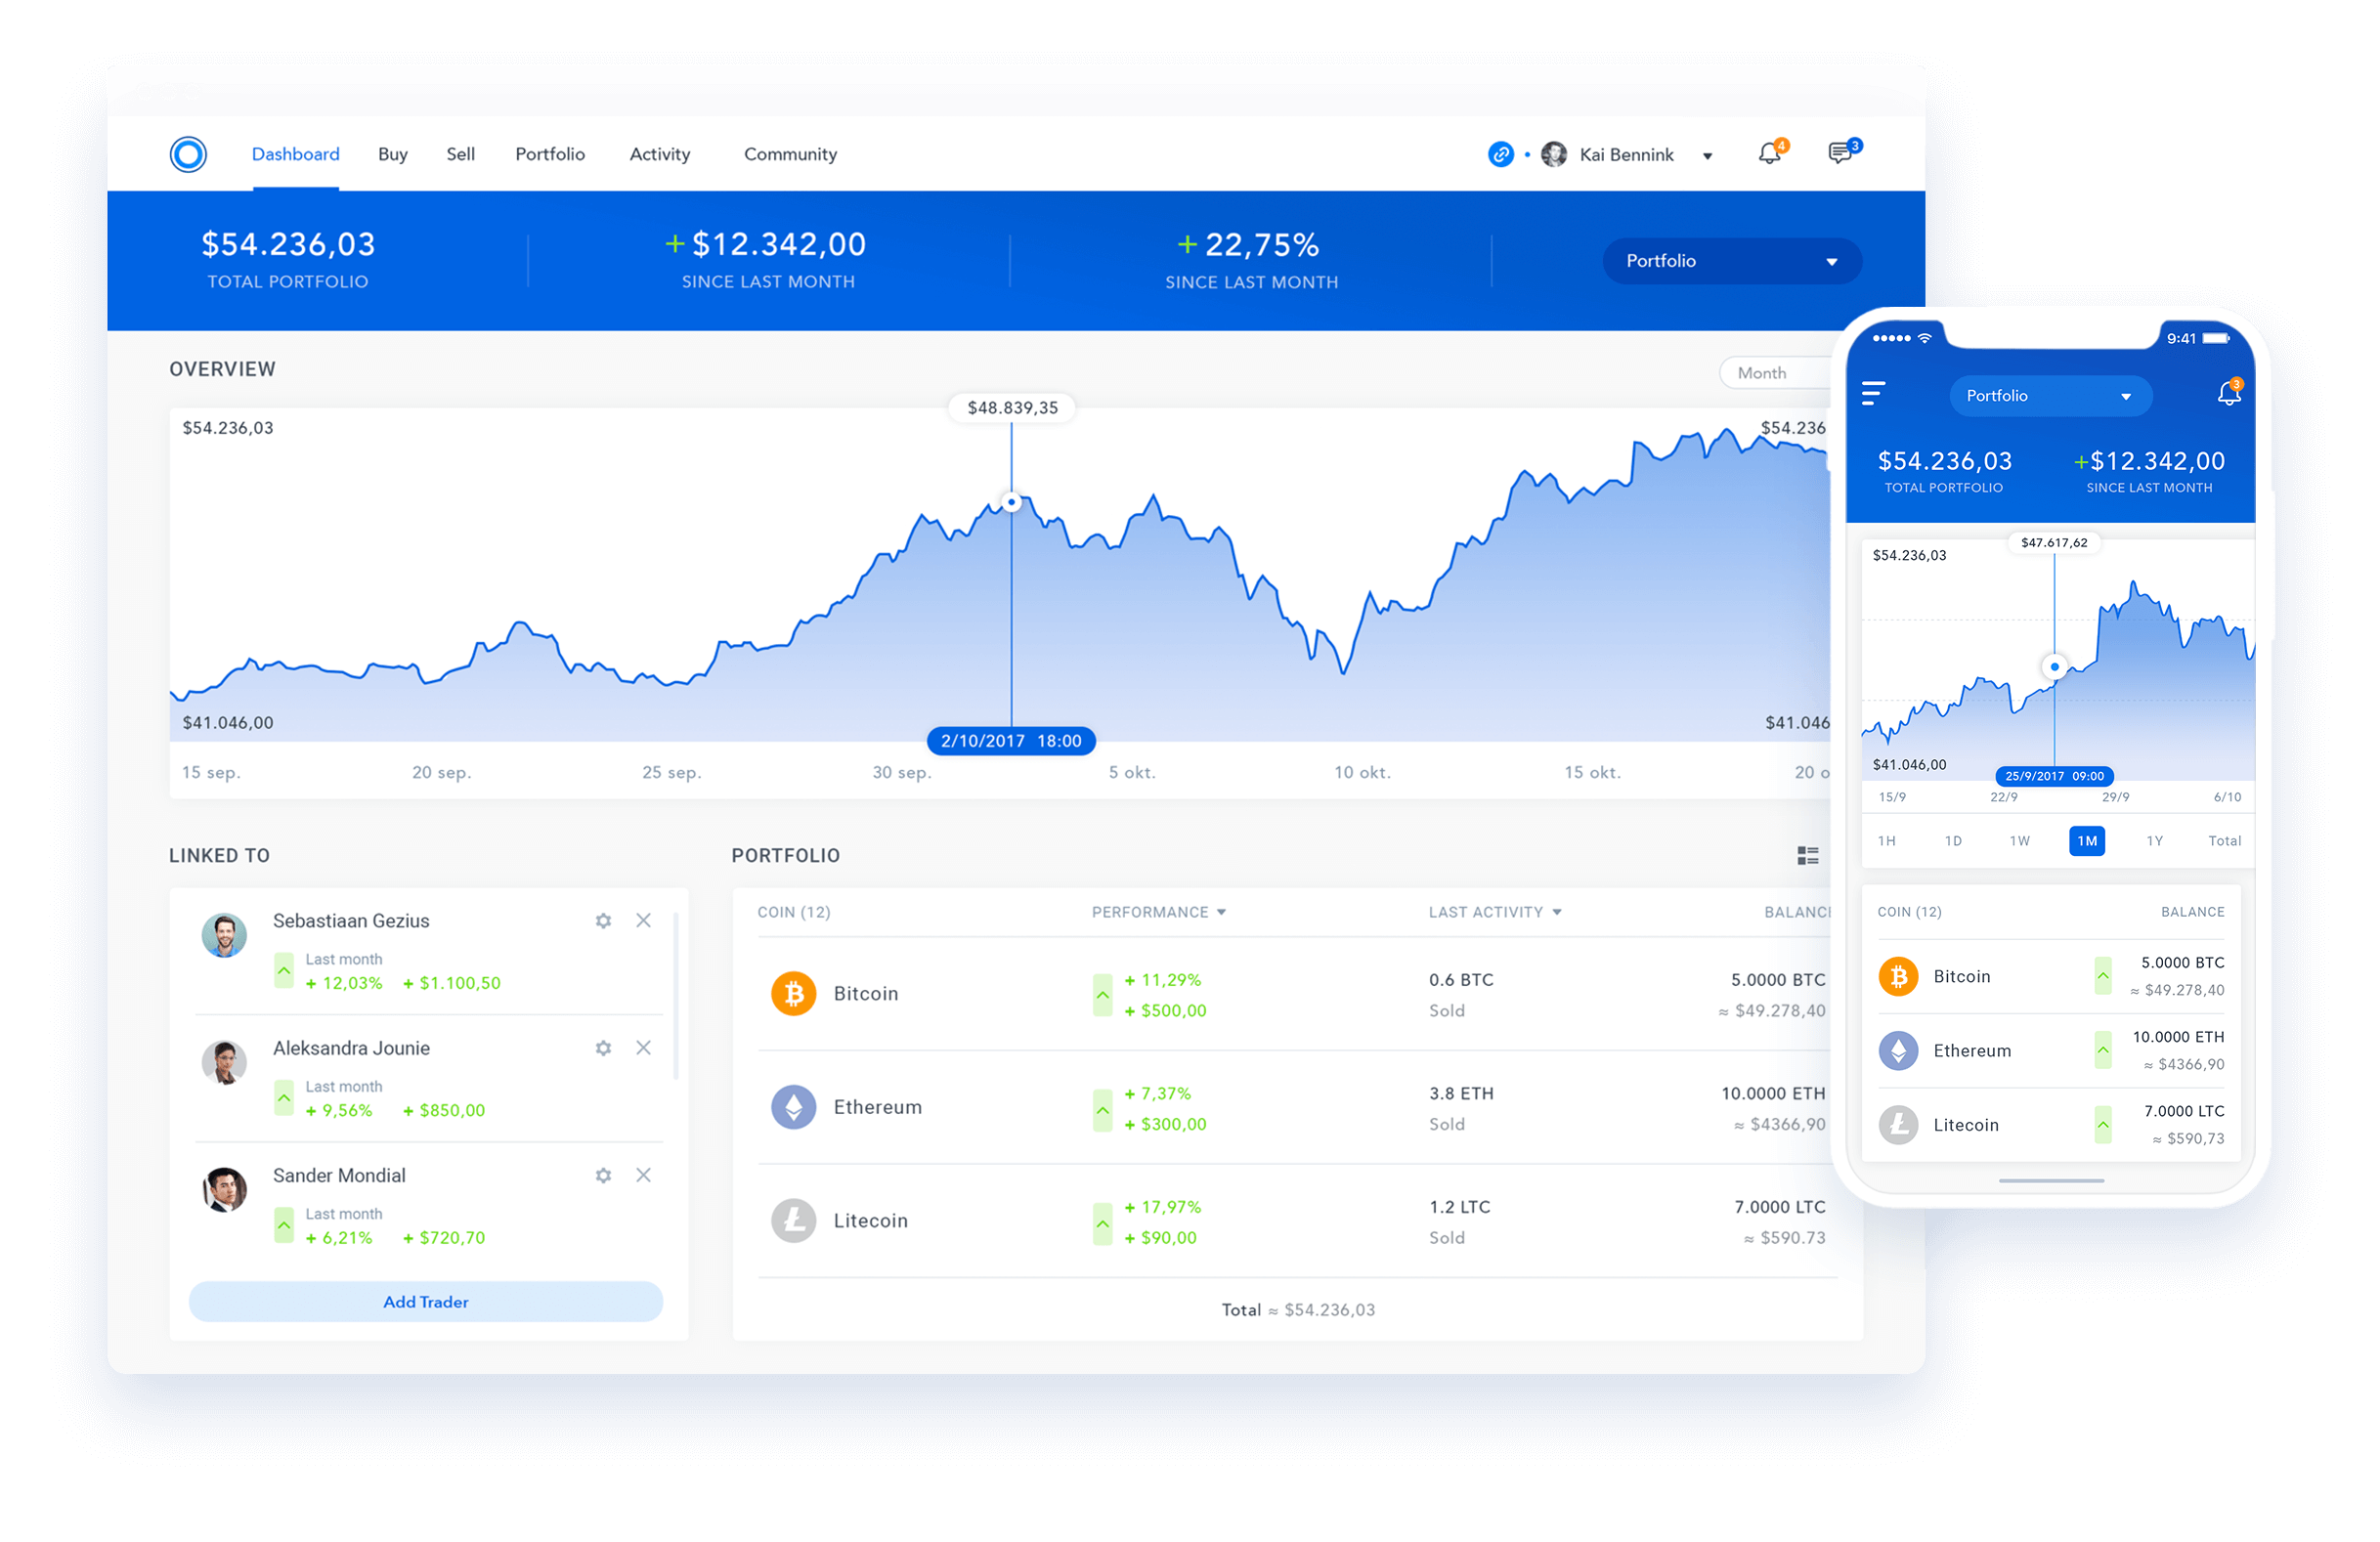 Dashboard Buy Sell Portfolio Activity Community Kai Bennink 4 3
$54.236,03 +$12.342,00 + 22,75% Portfolio
TOTAL PORTFOLIO SINCE LAST MONTH SINCE LAST MONTH
OVERVIEW Month
$48.839,35
$54.236,03 $54.236
$41.046,00 $41.046
2/10/2017 18:00
15 sep. 20 sep. 25 sep. 30 sep. 5 okt. 10 okt. 15 okt. 20 o
LINKED TO
Sebastiaan Gezius
Last month
+ 12,03% + $1.100,50
Aleksandra Jounie
Last month
+ 9,56% + $850,00
Sander Mondial
Last month
+ 6,21% + $720,70
Add Trader
PORTFOLIO
COIN (12) PERFORMANCE LAST ACTIVITY BALANC
+ 11,29% 0.6 BTC 5.0000 BTC
Bitcoin
+ $500,00 Sold ≈ $49.278,40
+ 7,37% 3.8 ETH 10.0000 ETH
Ethereum
+ $300,00 Sold ≈ $4366,90
+ 17,97% 1.2 LTC 7.0000 LTC
Litecoin
+ $90,00 Sold ≈ $590.73
Total ≈ $54.236,03
9:41
Portfolio 3
$54.236,03 +$12.342,00
TOTAL PORTFOLIO SINCE LAST MONTH
$47.617,62
$54.236,03
$41.046,00
25/9/2017 09:00
15/9 22/9 29/9 6/10
1H 1D 1W 1M 1Y Total
COIN (12) BALANCE
5.0000 BTC
Bitcoin
≈ $49.278,40
10.0000 ETH
Ethereum
≈ $4366,90
7.0000 LTC
Litecoin
≈ $590,73